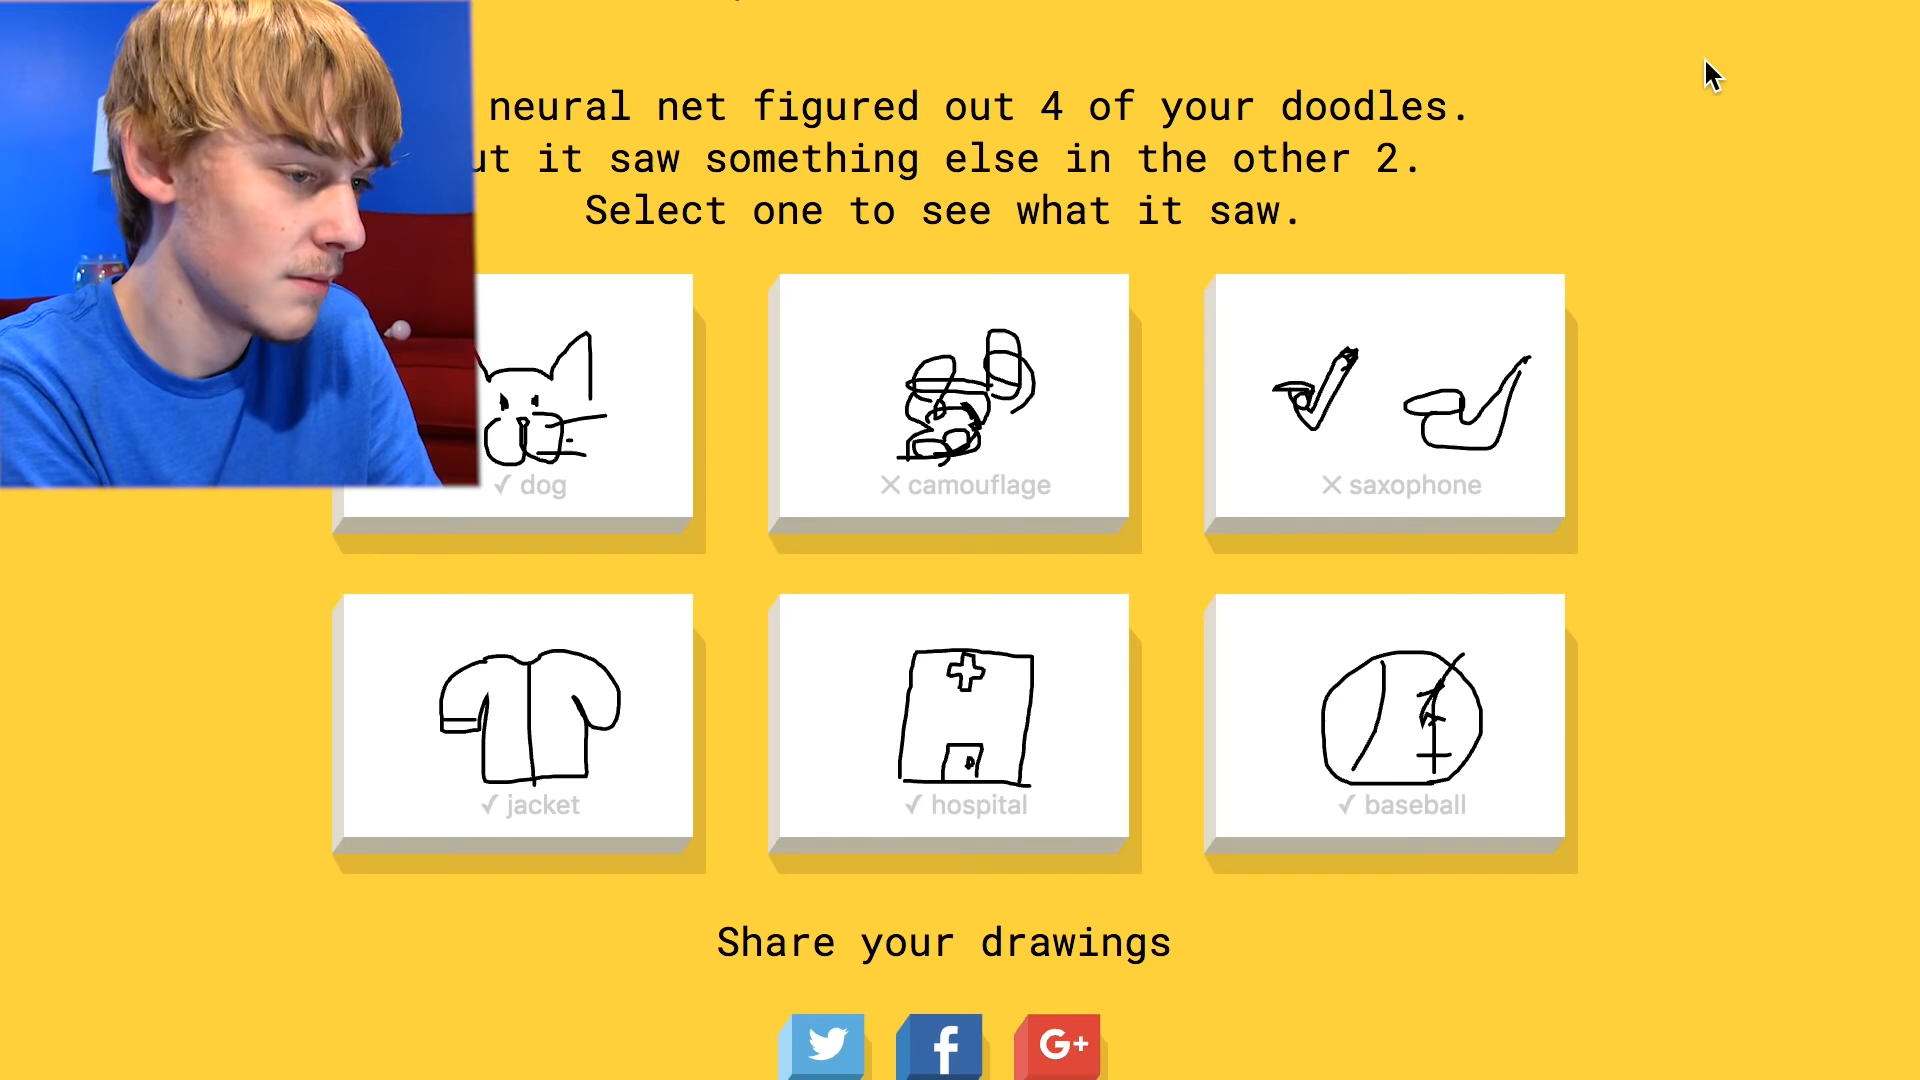 neural net figured out 4 of your doodles.
ut it saw something else in the other 2.
Select one to see what it saw.
✓ dog
✕ camouflage
✕ saxophone
✓ jacket
✓ hospital
✓ baseball
Share your drawings
f
G+